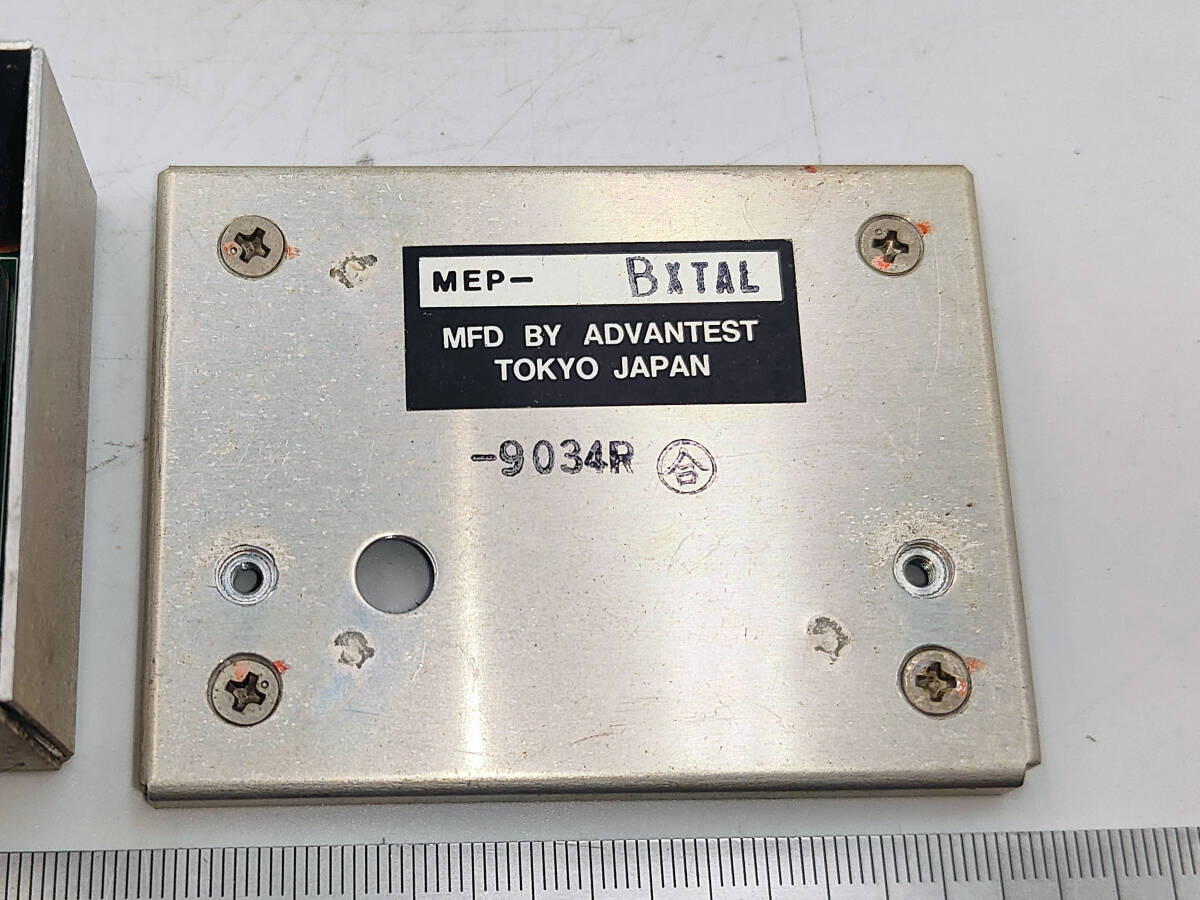 MEP- BXTAL
MFD BY ADVANTEST
TOKYO JAPAN
-9034R 合